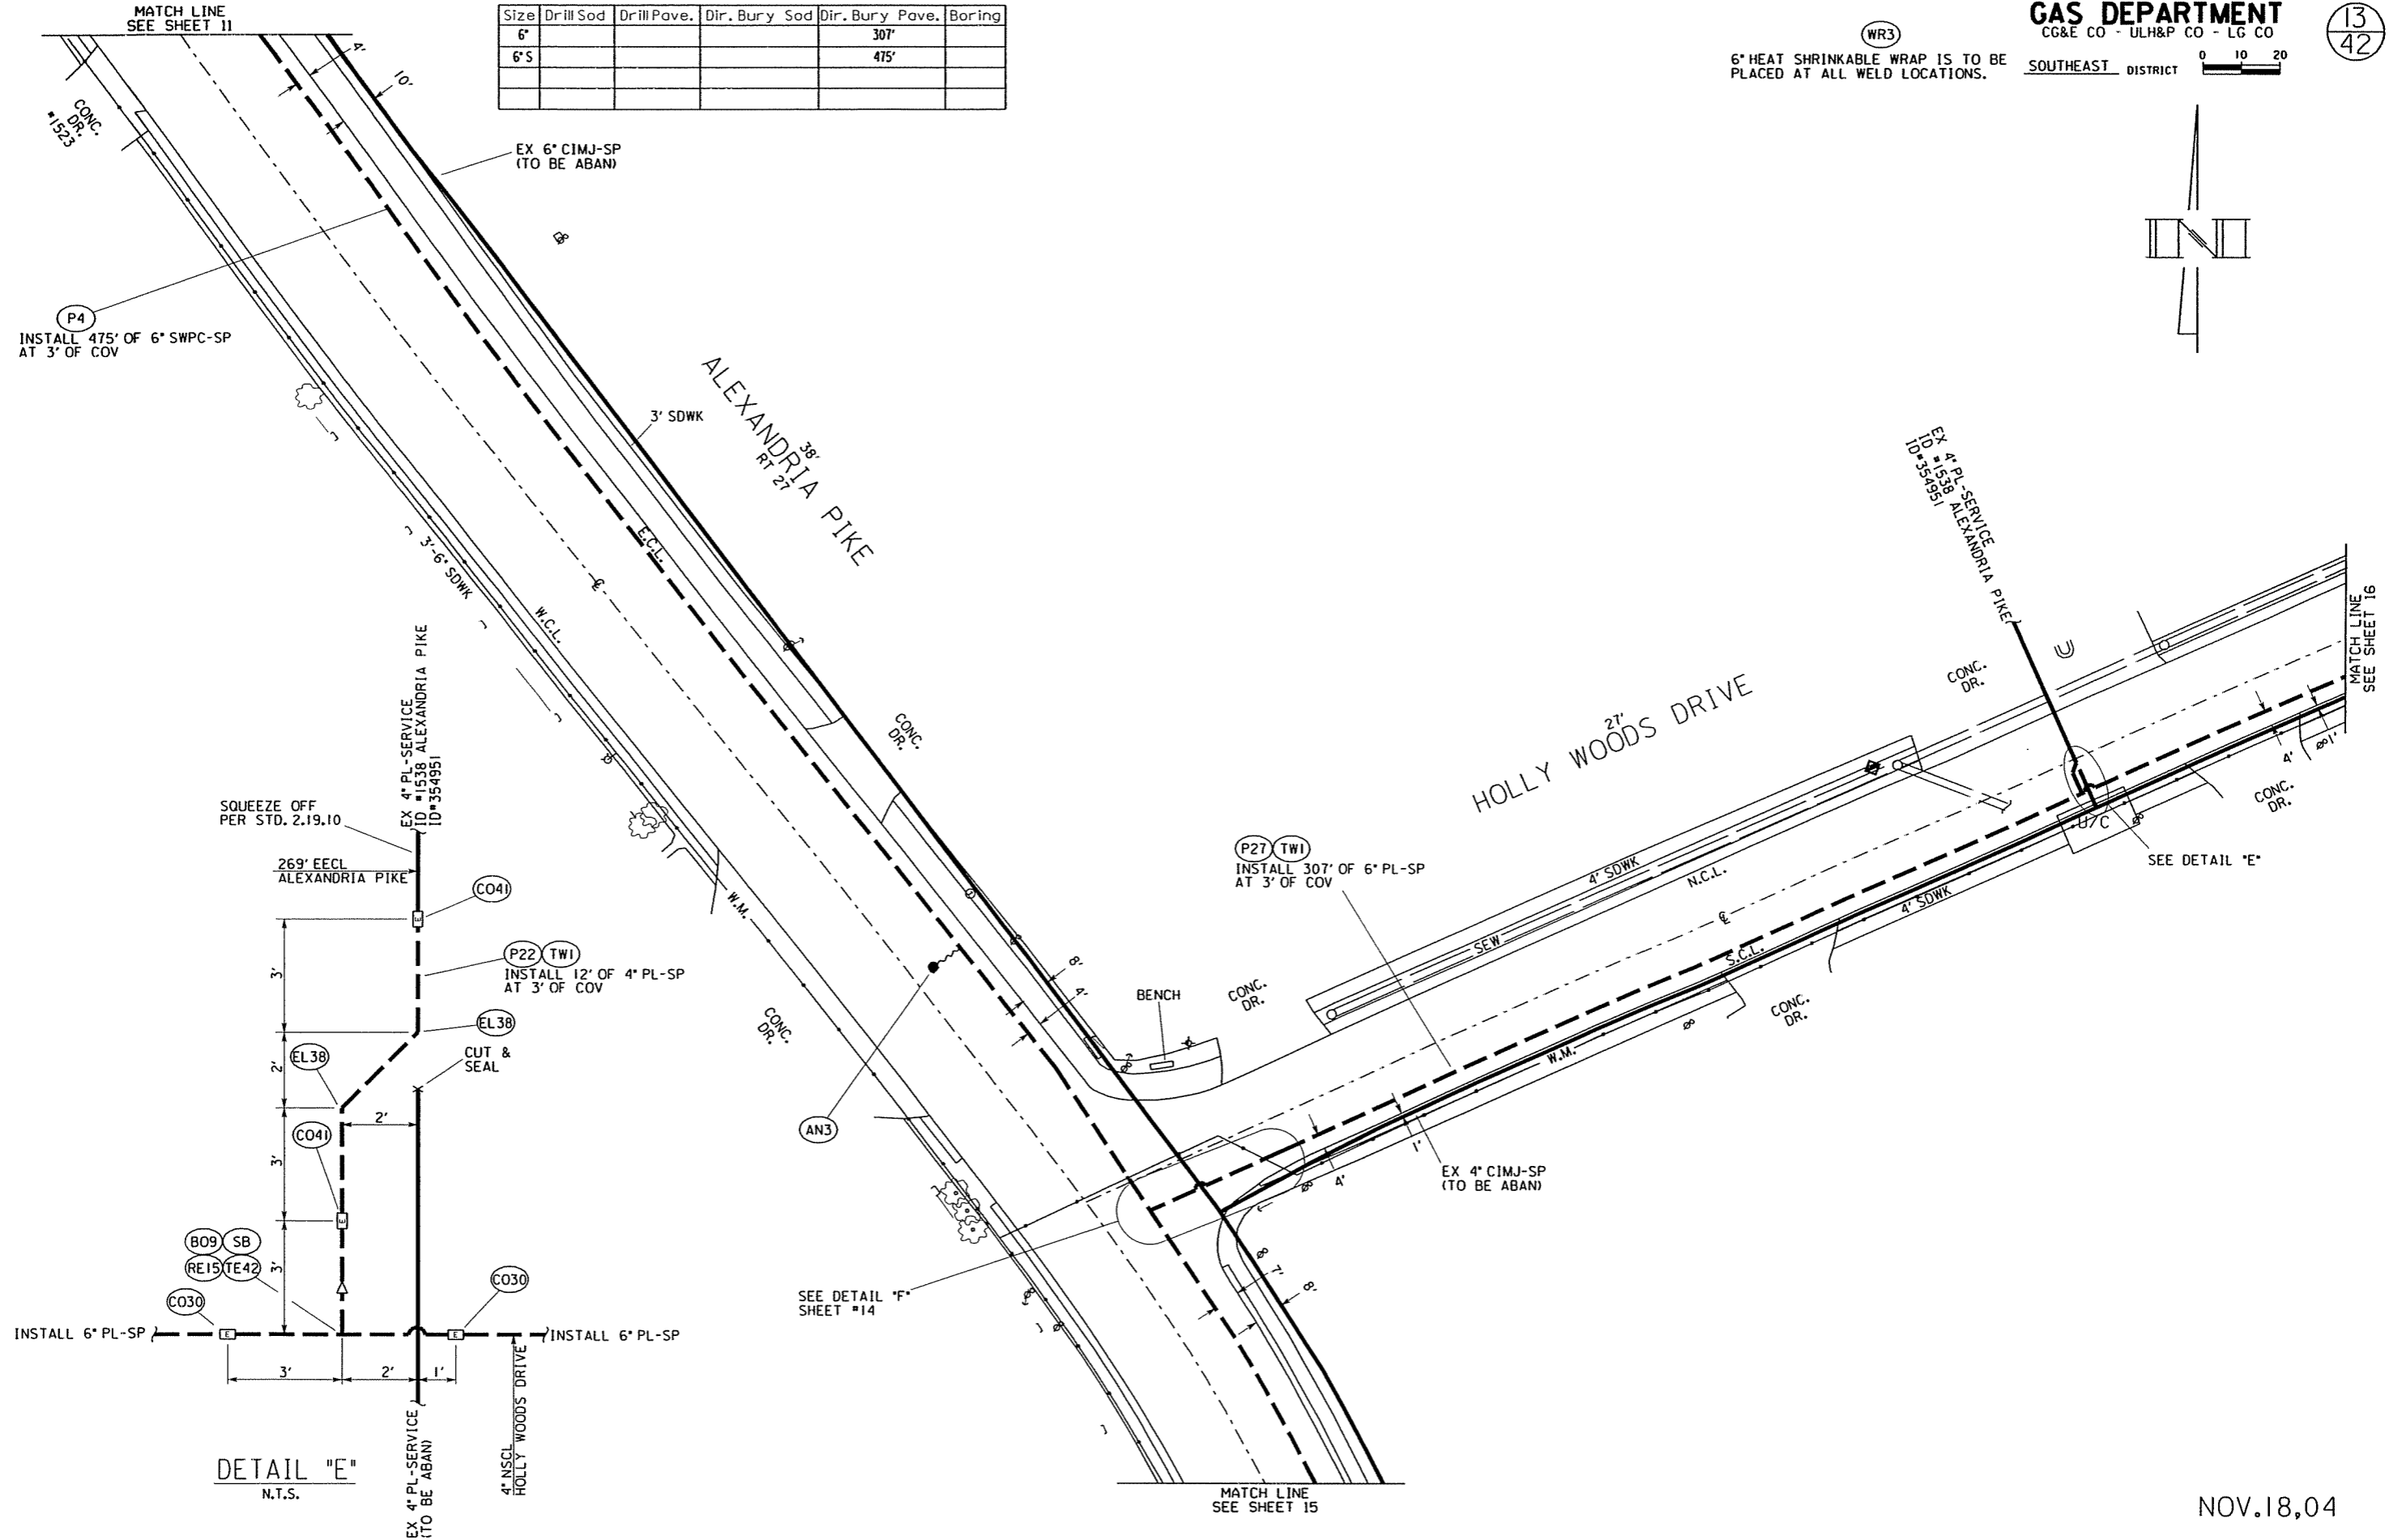 MATCH LINE
SEE SHEET 11
Size Drill Sod Drill Pave. Dir. Bury Sod Dir. Bury Pave. Boring
6" 307'
6" S 475'
WR3
6" HEAT SHRINKABLE WRAP IS TO BE
PLACED AT ALL WELD LOCATIONS.
GAS DEPARTMENT
CG&E CO - ULH&P CO - LG CO
SOUTHEAST DISTRICT
0 10 20
13
42
N
4'
10'
CONC.
DR.
#1523
EX 6" CIMJ-SP
(TO BE ABAN)
P4
INSTALL 475' OF 6" SWPC-SP
AT 3' OF COV
3' SDWK
ALEXANDRIA PIKE
38'
RT 27
E.C.L.
℄
W.C.L.
3'-6" SDWK
EX 4" PL-SERVICE
ID #1538 ALEXANDRIA PIKE
ID#354951
MATCH LINE
SEE SHEET 16
CONC.
DR.
HOLLY WOODS DRIVE
27'
CONC.
DR.
4'
1'
CONC.
DR.
U/C
SEE DETAIL "E"
P27 TW1
INSTALL 307' OF 6" PL-SP
AT 3' OF COV
4' SDWK
N.C.L.
SEW
℄
4' SDWK
S.C.L.
W.M.
CONC.
DR.
W.M.
CONC.
DR.
8'
4'
BENCH
CONC.
DR.
AN3
1'
4'
EX 4" CIMJ-SP
(TO BE ABAN)
SEE DETAIL "F"
SHEET #14
7'
8'
MATCH LINE
SEE SHEET 15
EX 4" PL-SERVICE
ID #1538 ALEXANDRIA PIKE
ID#354951
SQUEEZE OFF
PER STD. 2.19.10
269' EECL
ALEXANDRIA PIKE
CO41
E
3'
P22 TW1
INSTALL 12' OF 4" PL-SP
AT 3' OF COV
EL38
EL38
CUT &
SEAL
2'
2'
CO41
3'
E
BO9 SB
RE15 TE42
3'
CO30
CO30
INSTALL 6" PL-SP
E
E
INSTALL 6" PL-SP
3'
2'
1'
4" NSCL
HOLLY WOODS DRIVE
EX 4" PL-SERVICE
(TO BE ABAN)
DETAIL "E"
N.T.S.
NOV.18,04